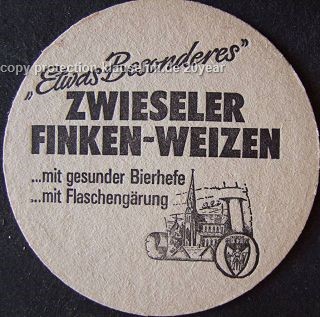 „Etwas Besonderes”
ZWIESELER
FINKEN-WEIZEN
...mit gesunder Bierhefe
...mit Flaschengärung